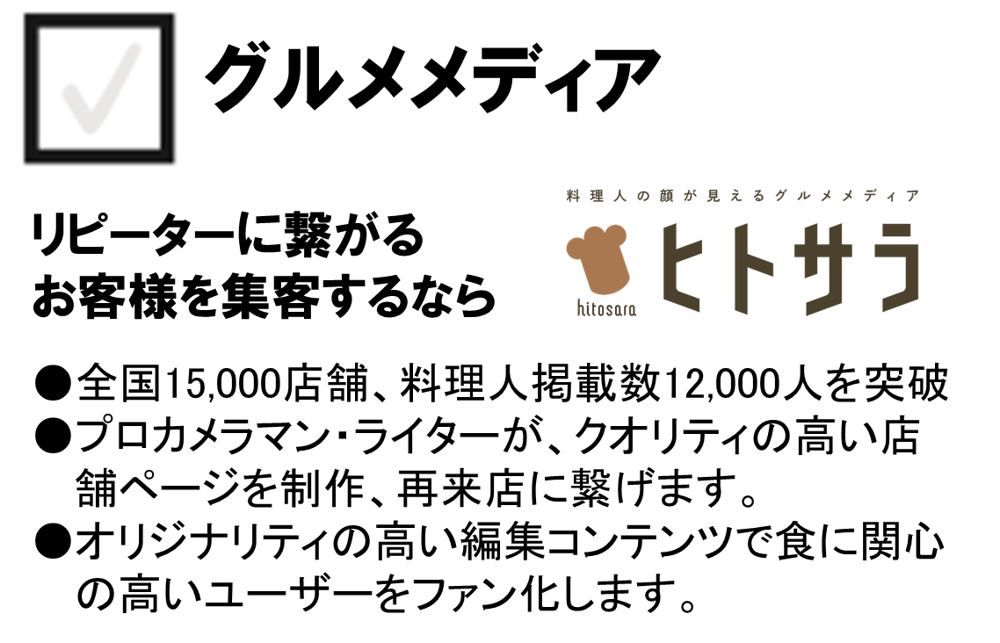 グルメメディア
料理人の顔が見えるグルメメディア
ヒトサラ
hitosara
リピーターに繋がる
お客様を集客するなら
●全国15,000店舗、料理人掲載数12,000人を突破
●プロカメラマン・ライターが、クオリティの高い店
舗ページを制作、再来店に繋げます。
●オリジナリティの高い編集コンテンツで食に関心
の高いユーザーをファン化します。